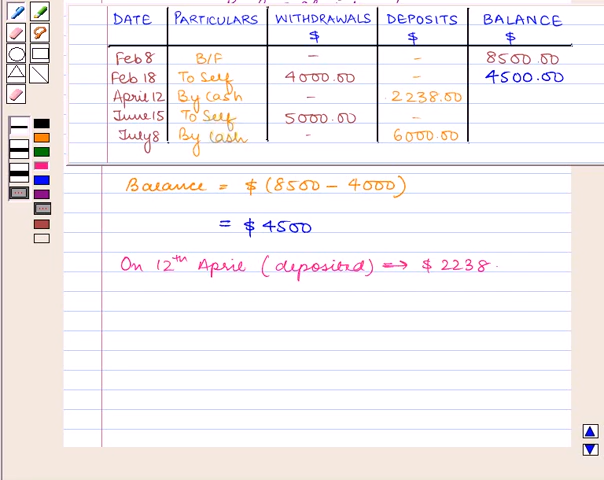 DATE PARTICULARS WITHDRAWALS $ DEPOSITS $ BALANCE $
Feb 8 B/F - - 8500.00
Feb 18 To Self 4000.00 - 4500.00
April 12 By cash - 2238.00
June 15 To Self 5000.00 -
July 8 By Cash - 6000.00
Balance = $ (8500 - 4000)
= $ 4500
On 12th April (deposited) ⇒ $ 2238